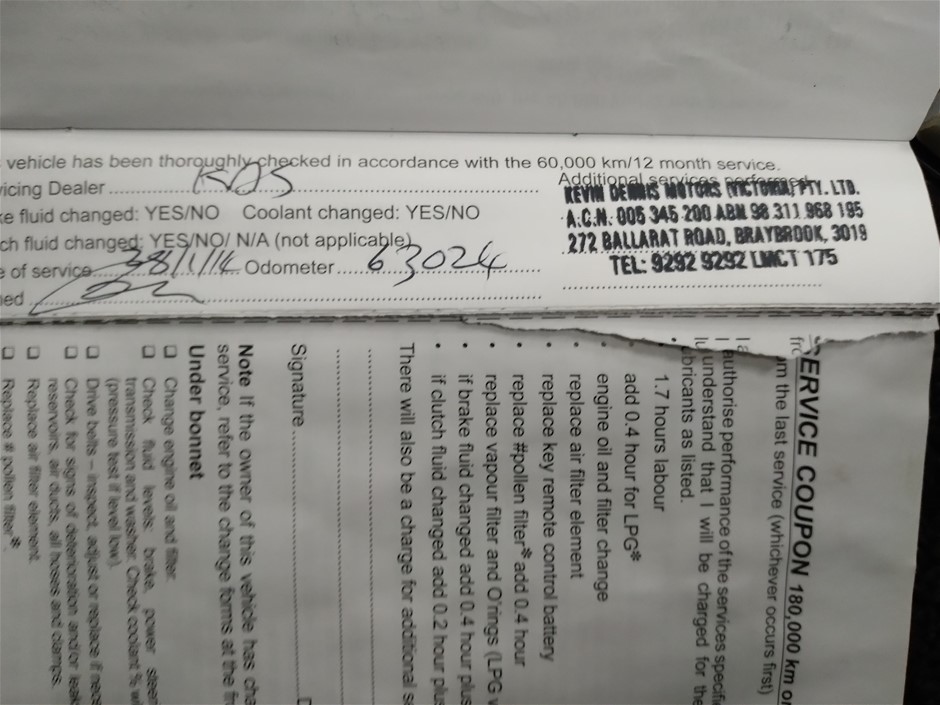 vehicle has been thoroughly checked in accordance with the 60,000 km/12 month service.
icing Dealer KDS
Additional services performed
KEVIN DENNIS MOTORS (VICTORIA) PTY. LTD.
fluid changed: YES/NO Coolant changed: YES/NO
A.C.N. 005 345 200 ABN 98 311 968 195
ch fluid changed: YES/NO/ N/A (not applicable)
272 BALLARAT ROAD, BRAYBROOK, 3019
e of service Odometer 63024
TEL: 9292 9292 LMCT 175
ned
SERVICE COUPON 180,000 km or
from the last service (whichever occurs first)
I authorise performance of the services specifi
I understand that I will be charged for the
lubricants as listed.
• 1.7 hours labour
add 0.4 hour for LPG*
• engine oil and filter change
• replace air filter element
• replace key remote control battery
• replace #pollen filter* add 0.4 hour
• replace vapour filter and O'rings (LPG v
• if brake fluid changed add 0.4 hour plus
• if clutch fluid changed add 0.2 hour plus
There will also be a charge for additional s
Signature
Note If the owner of this vehicle has cha
service, refer to the change forms at the fr
Under bonnet
□ Change engine oil and filter.
□ Check fluid levels: brake, power steer
transmission and washer. Check coolant % wi
(pressure test if level low).
□ Drive belts – inspect, adjust or replace if nece
□ Check for signs of deterioration and/or leak
reservoirs, air ducts, all hoses and clamps.
□ Replace air filter element.
□ Replace # pollen filter*.